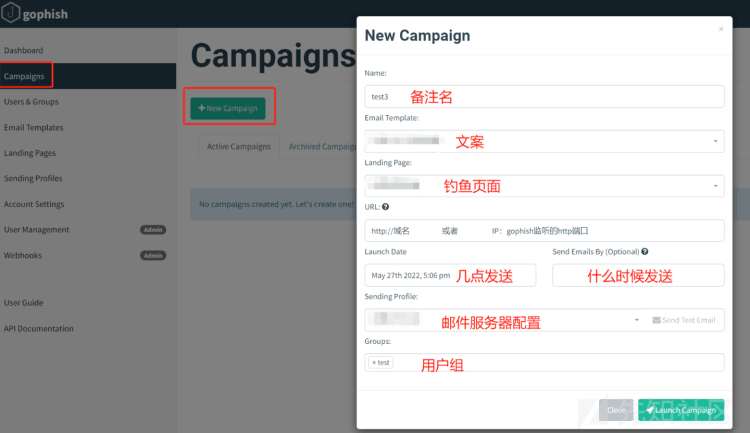 gophish
Dashboard
Campaigns
Users & Groups
Email Templates
Landing Pages
Sending Profiles
Account Settings
User Management Admin
Webhooks Admin
User Guide
API Documentation
Campaigns
+ New Campaign
Active Campaigns Archived Campaig
No campaigns created yet. Let's create one!
New Campaign ×
Name:
test3 备注名
Email Template:
文案
Landing Page:
钓鱼页面
URL: ?
http://域名 或者 IP：gophish监听的http端口
Launch Date Send Emails By (Optional) ?
May 27th 2022, 5:06 pm 几点发送 什么时候发送
Sending Profile:
邮件服务器配置 Send Test Email
Groups:
× test 用户组
Close Launch Campaign
先知社区